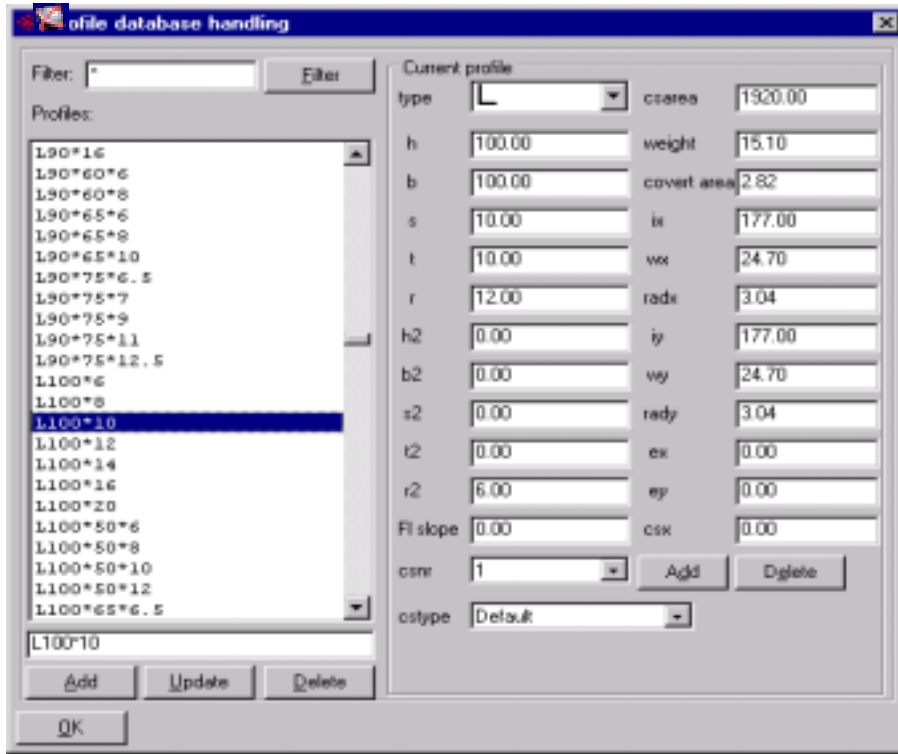 ofile database handling
Filter: * Filter
Profiles:
L90*16
L90*60*6
L90*60*8
L90*65*6
L90*65*8
L90*65*10
L90*75*6.5
L90*75*7
L90*75*9
L90*75*11
L90*75*12.5
L100*6
L100*8
L100*10
L100*12
L100*14
L100*16
L100*20
L100*50*6
L100*50*8
L100*50*10
L100*50*12
L100*65*6.5
L100*10
Add Update Delete
OK
Current profile
type L csarea 1920.00
h 100.00 weight 15.10
b 100.00 covert area 2.82
s 10.00 ix 177.00
t 10.00 wx 24.70
r 12.00 radx 3.04
h2 0.00 iy 177.00
b2 0.00 wy 24.70
s2 0.00 rady 3.04
t2 0.00 ex 0.00
r2 6.00 ey 0.00
Fl slope 0.00 csx 0.00
csnr 1 Add Delete
cstype Default